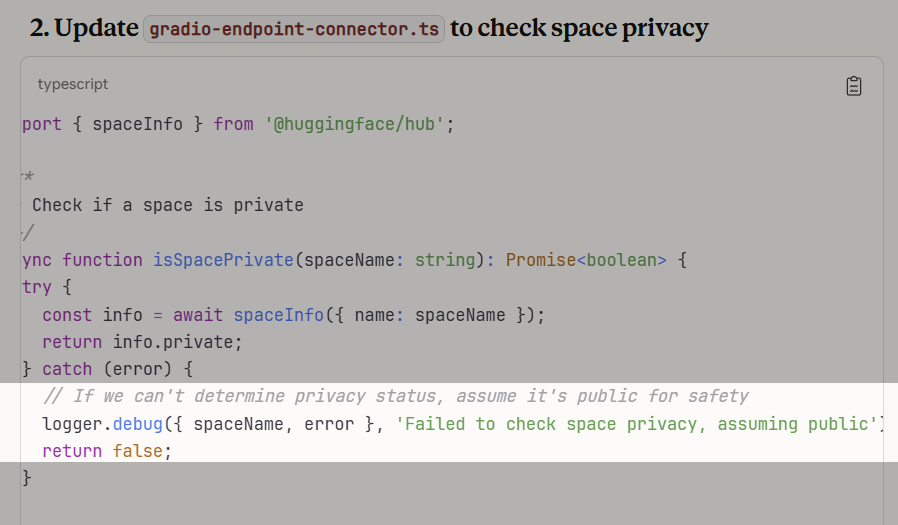 2. Update gradio-endpoint-connector.ts to check space privacy
typescript
port { spaceInfo } from '@huggingface/hub';
*
Check if a space is private
/
ync function isSpacePrivate(spaceName: string): Promise<boolean> {
try {
const info = await spaceInfo({ name: spaceName });
return info.private;
} catch (error) {
// If we can't determine privacy status, assume it's public for safety
logger.debug({ spaceName, error }, 'Failed to check space privacy, assuming public')
return false;
}